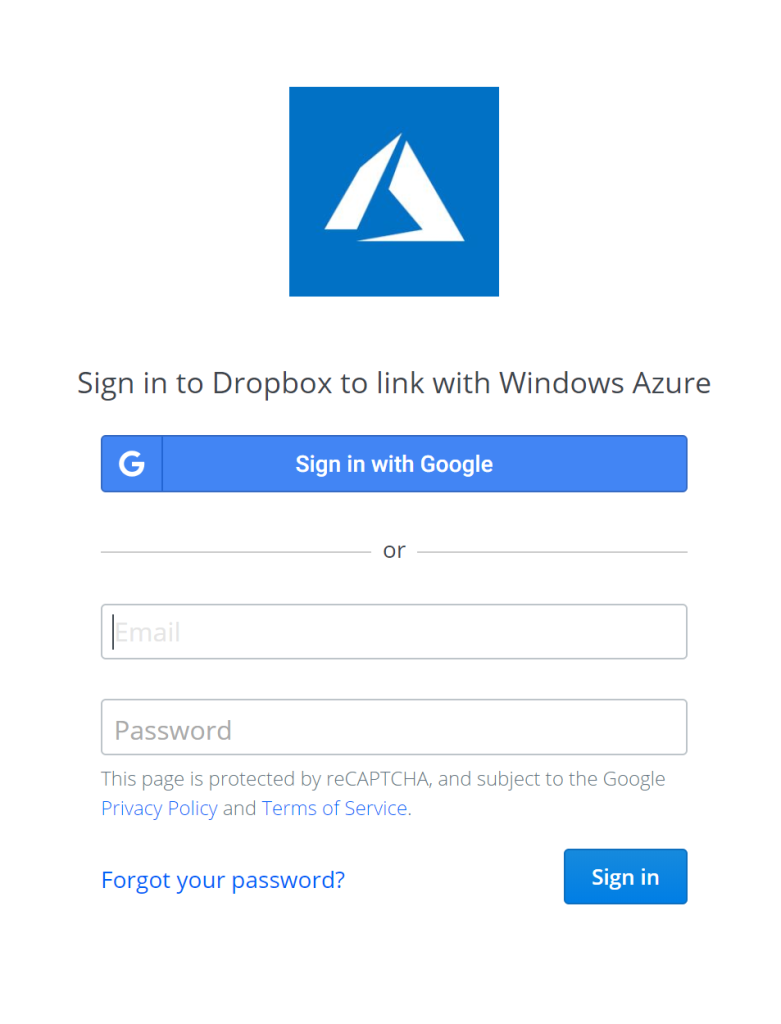 Sign in to Dropbox to link with Windows Azure
G
Sign in with Google
or
Email
Password
This page is protected by reCAPTCHA, and subject to the Google
Privacy Policy and Terms of Service.
Forgot your password?
Sign in